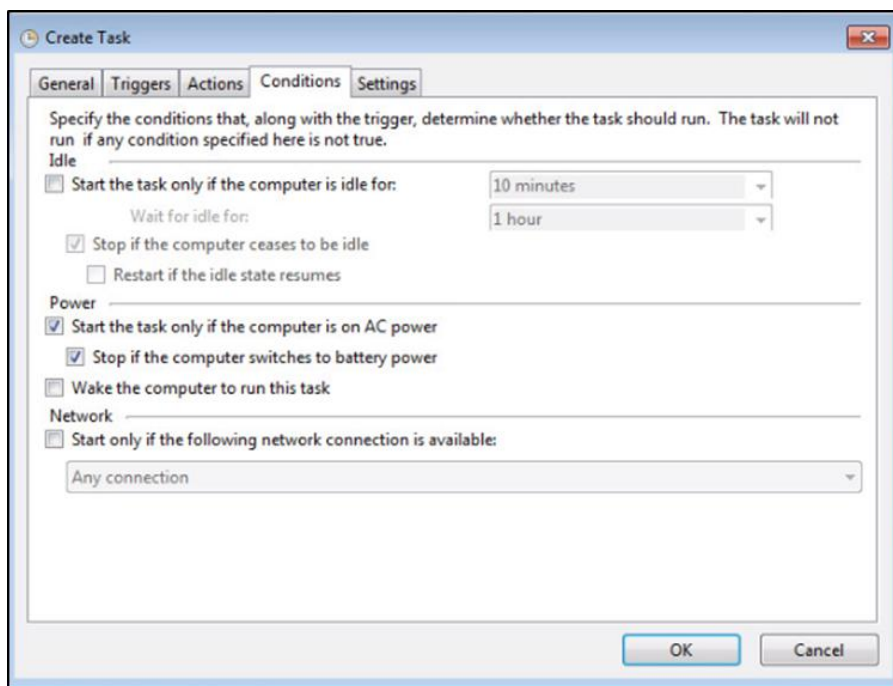 Create Task
General Triggers Actions Conditions Settings
Specify the conditions that, along with the trigger, determine whether the task should run.  The task will not
run  if any condition specified here is not true.
Idle
Start the task only if the computer is idle for: 10 minutes
Wait for idle for: 1 hour
Stop if the computer ceases to be idle
Restart if the idle state resumes
Power
Start the task only if the computer is on AC power
Stop if the computer switches to battery power
Wake the computer to run this task
Network
Start only if the following network connection is available:
Any connection
OK Cancel